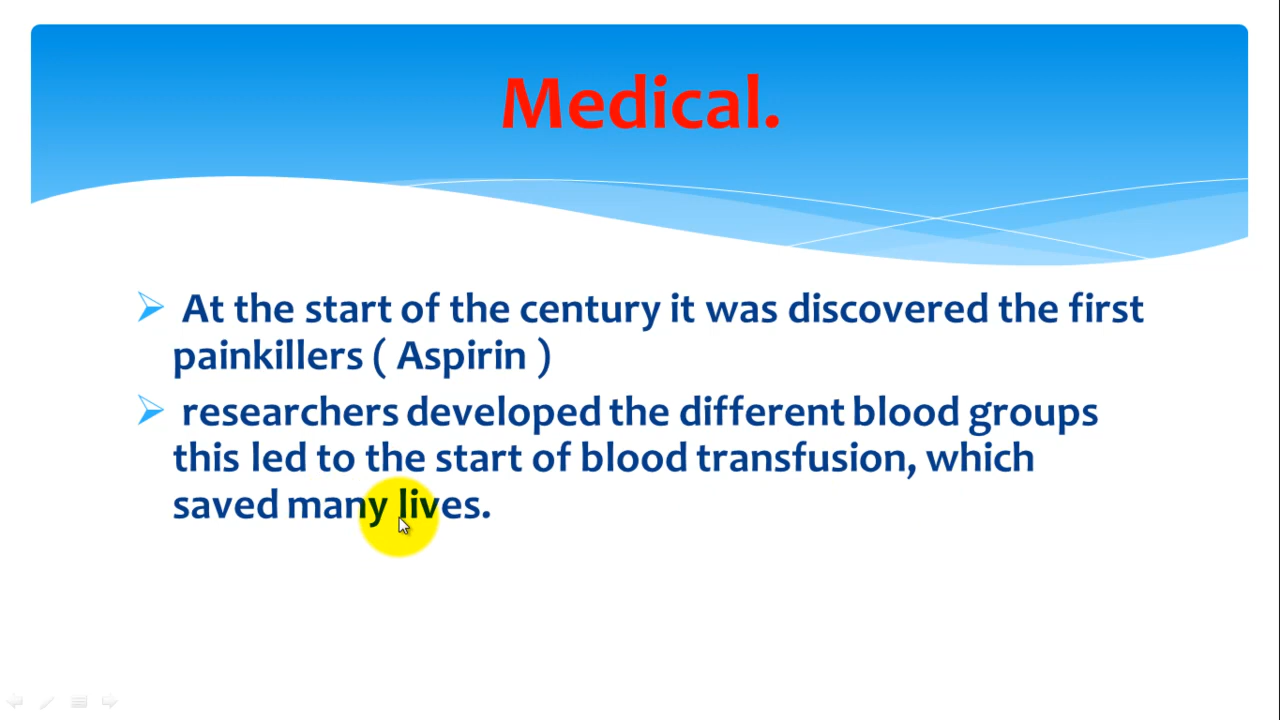 Medical.
At the start of the century it was discovered the first
painkillers ( Aspirin )
researchers developed the different blood groups
this led to the start of blood transfusion, which
saved many lives.